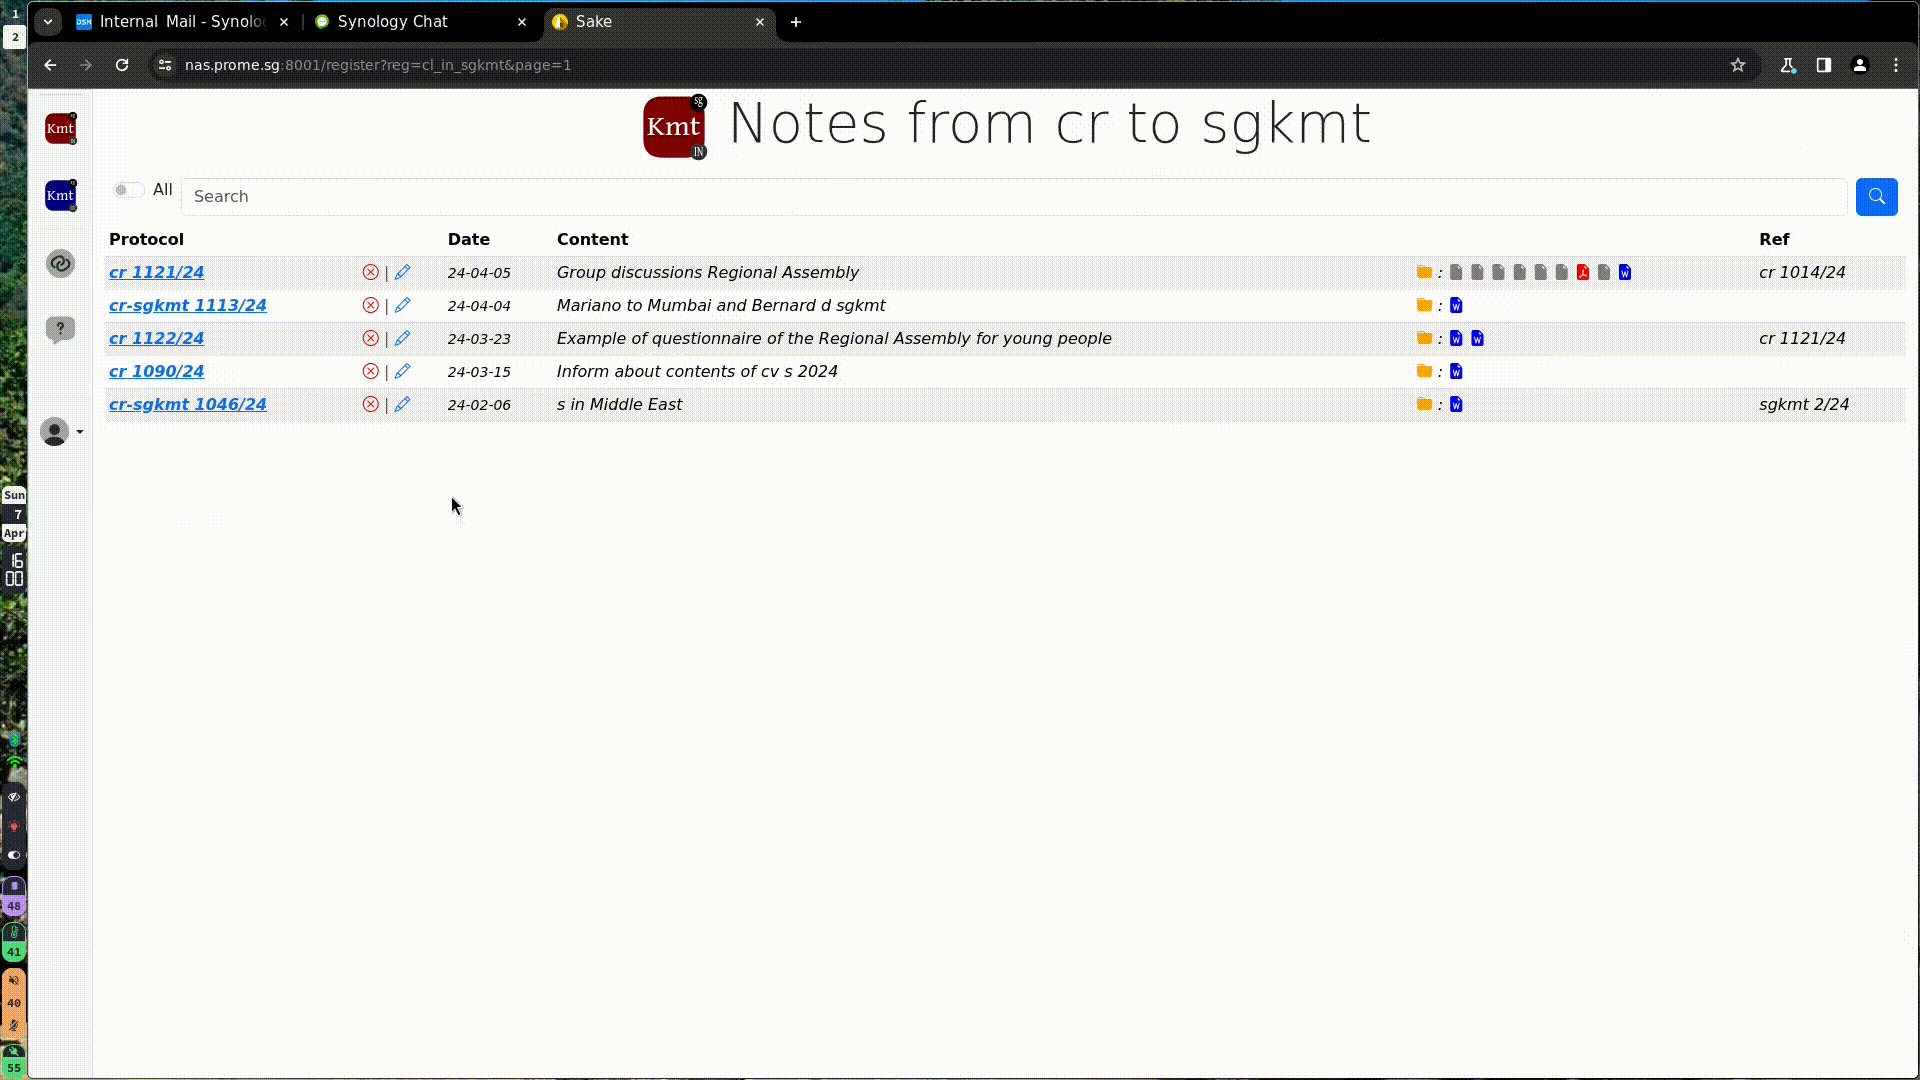 1
2
Internal Mail - Synolo
Synology Chat
Sake
nas.prome.sg:8001/register?reg=cl_in_sgkmt&page=1
Kmt
Kmt
Kmt sg IN
Notes from cr to sgkmt
All
Search
Protocol Date Content Ref
cr 1121/24 | 24-04-05 Group discussions Regional Assembly : cr 1014/24
cr-sgkmt 1113/24 | 24-04-04 Mariano to Mumbai and Bernard d sgkmt :
cr 1122/24 | 24-03-23 Example of questionnaire of the Regional Assembly for young people : cr 1121/24
cr 1090/24 | 24-03-15 Inform about contents of cv s 2024 :
cr-sgkmt 1046/24 | 24-02-06 s in Middle East : sgkmt 2/24
Sun
7
Apr
16
00
48
41
40
55